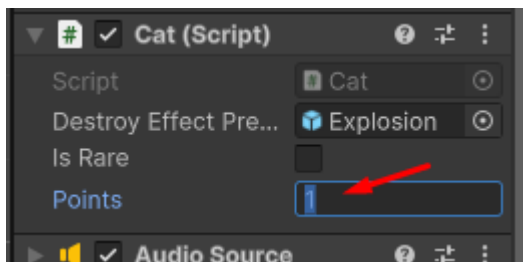 # Cat (Script)
Script # Cat
Destroy Effect Pre... Explosion
Is Rare
Points 1
Audio Source